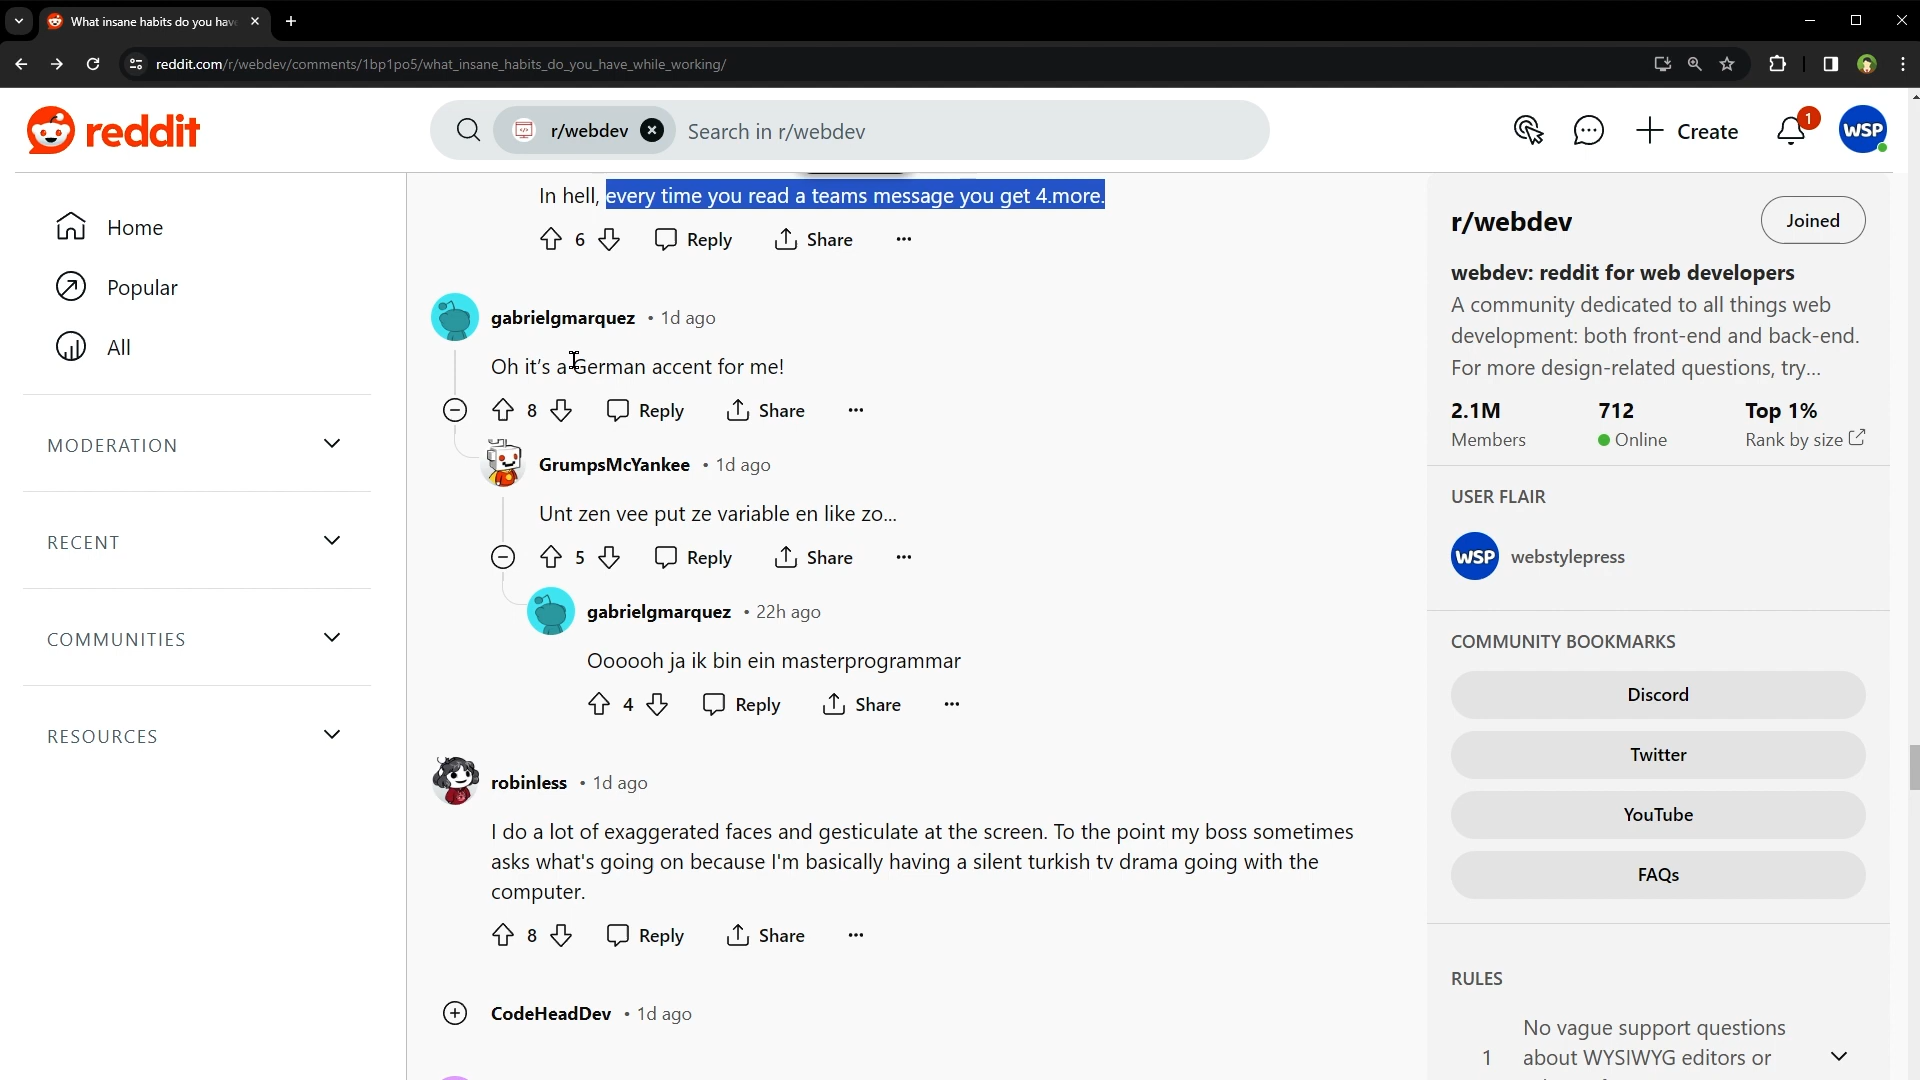 What insane habits do you hav
reddit.com/r/webdev/comments/1bp1po5/what_insane_habits_do_you_have_while_working/
reddit
r/webdev
Search in r/webdev
Create
1
WSP
Home
Popular
All
MODERATION
RECENT
COMMUNITIES
RESOURCES
In hell, every time you read a teams message you get 4.more.
6 Reply Share
gabrielgmarquez • 1d ago
Oh it’s a German accent for me!
8 Reply Share
GrumpsMcYankee • 1d ago
Unt zen vee put ze variable en like zo...
5 Reply Share
gabrielgmarquez • 22h ago
Oooooh ja ik bin ein masterprogrammar
4 Reply Share
robinless • 1d ago
I do a lot of exaggerated faces and gesticulate at the screen. To the point my boss sometimes
asks what's going on because I'm basically having a silent turkish tv drama going with the
computer.
8 Reply Share
CodeHeadDev • 1d ago
r/webdev
Joined
webdev: reddit for web developers
A community dedicated to all things web
development: both front-end and back-end.
For more design-related questions, try...
2.1M 712 Top 1%
Members Online Rank by size
USER FLAIR
WSP webstylepress
COMMUNITY BOOKMARKS
Discord
Twitter
YouTube
FAQs
RULES
No vague support questions
1 about WYSIWYG editors or